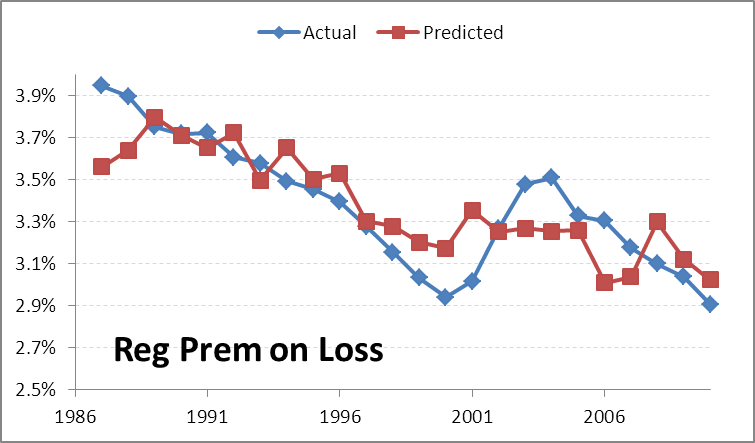 Actual Predicted
3.9%
3.7%
3.5%
3.3%
3.1%
2.9%
2.7%
2.5%
Reg Prem on Loss
1986 1991 1996 2001 2006